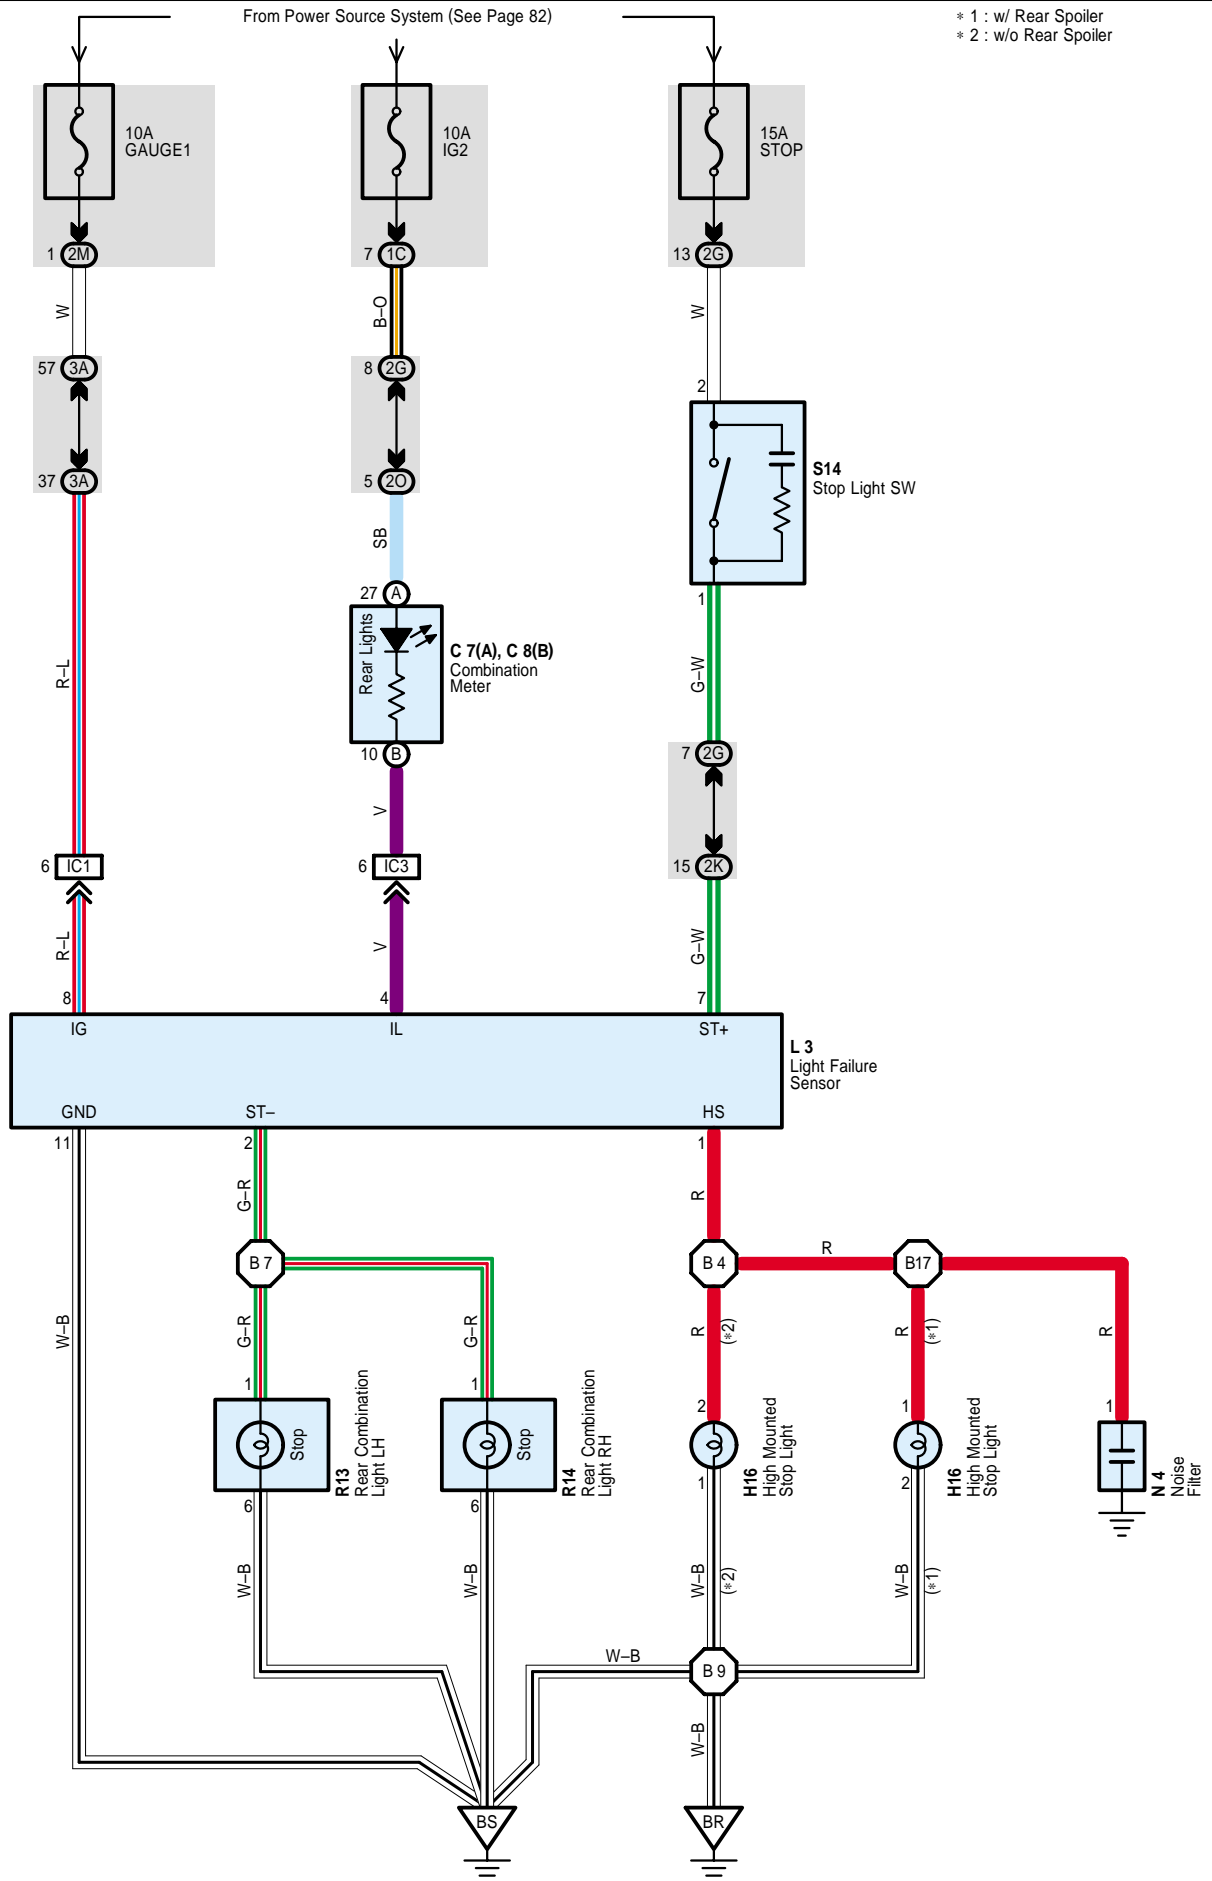 From Power Source System (See Page 82)
∗ 1 : w/ Rear Spoiler
∗ 2 : w/o Rear Spoiler
10A
GAUGE1
10A
IG2
15A
STOP
1 2M
7 1C
13 2G
W
B–O
W
57 3A
8 2G
2
37 3A
5 2O
S14
Stop Light SW
SB
27 A
1
Rear Lights
C 7(A), C 8(B)
Combination
Meter
R–L
G–W
10 B
7 2G
V
6 IC1
6 IC3
15 2K
R–L
V
G–W
8
4
7
IG
IL
ST+
L 3
Light Failure
Sensor
GND
ST–
HS
11
2
1
G–R
R
B 7
B 4
R
B17
W–B
G–R
G–R
R
(∗2)
R
(∗1)
R
1
1
2
1
1
Stop
R13
Rear Combination
Light LH
Stop
R14
Rear Combination
Light RH
H16
High Mounted
Stop Light
H16
High Mounted
Stop Light
N 4
Noise
Filter
6
6
1
2
W–B
W–B
W–B
(∗2)
W–B
(∗1)
W–B
B 9
W–B
BS
BR